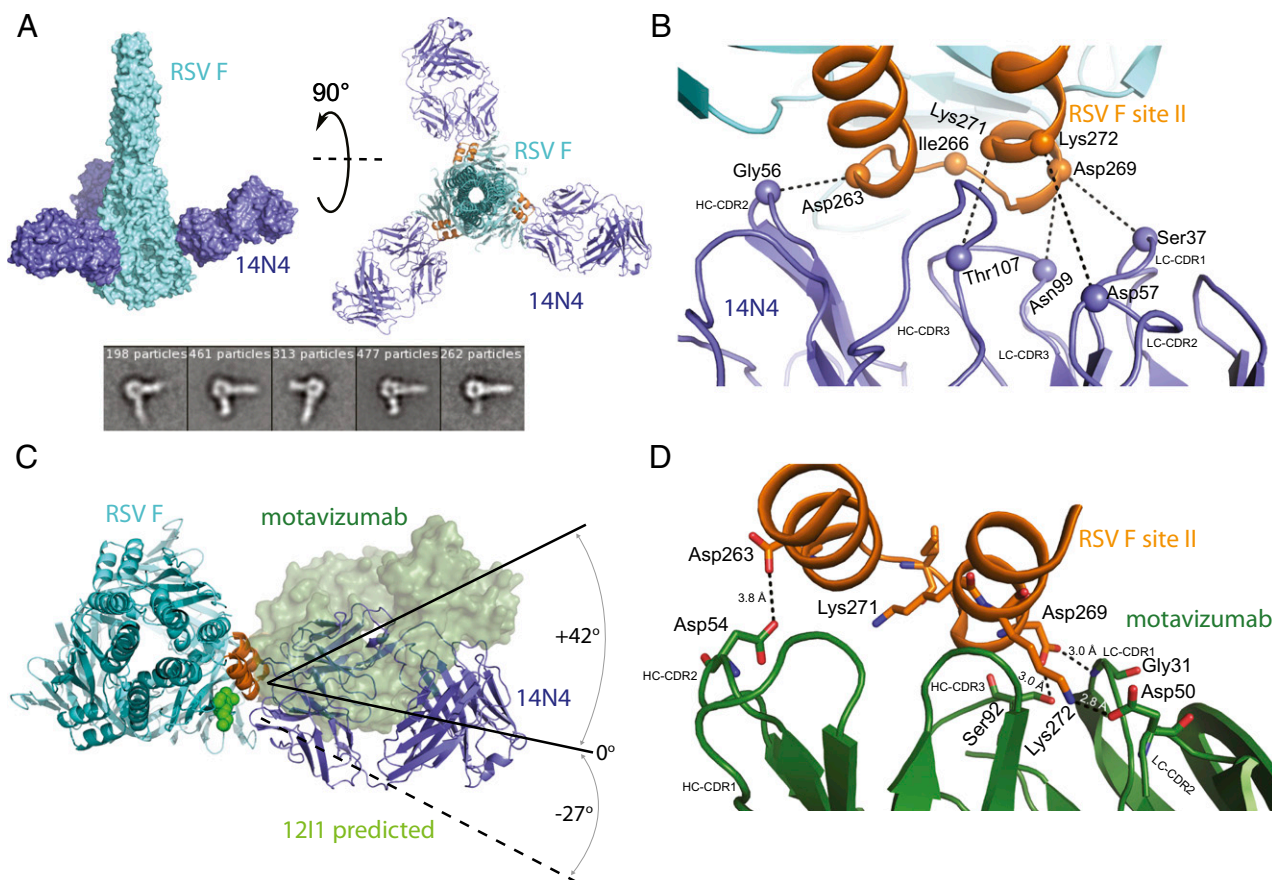 A
RSV F
14N4
90°
RSV F
14N4
198 particles
461 particles
313 particles
477 particles
262 particles
B
Lys271
RSV F site II
Ile266
Lys272
Gly56
Asp269
HC-CDR2
Asp263
Ser37
LC-CDR1
Thr107
14N4
Asn99
Asp57
HC-CDR3
LC-CDR3
LC-CDR2
C
RSV F
motavizumab
+42°
14N4
0°
-27°
12I1 predicted
D
RSV F site II
Asp263
3.8 Å
Lys271
Asp269
motavizumab
Asp54
3.0 Å
LC-CDR1
Gly31
HC-CDR2
HC-CDR3
3.0 Å
Asp50
2.8 Å
Ser92
Lys272
LC-CDR2
HC-CDR1